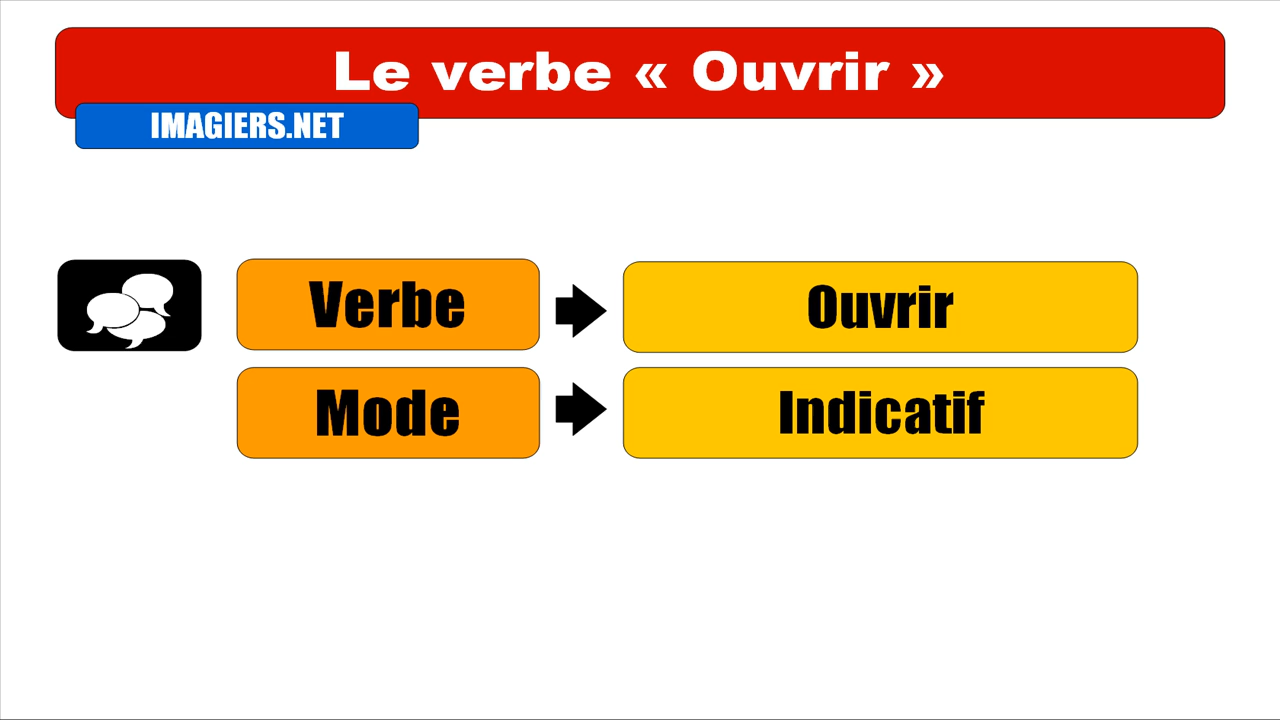 Le verbe « Ouvrir »
IMAGIERS.NET
Verbe Ouvrir
Mode Indicatif